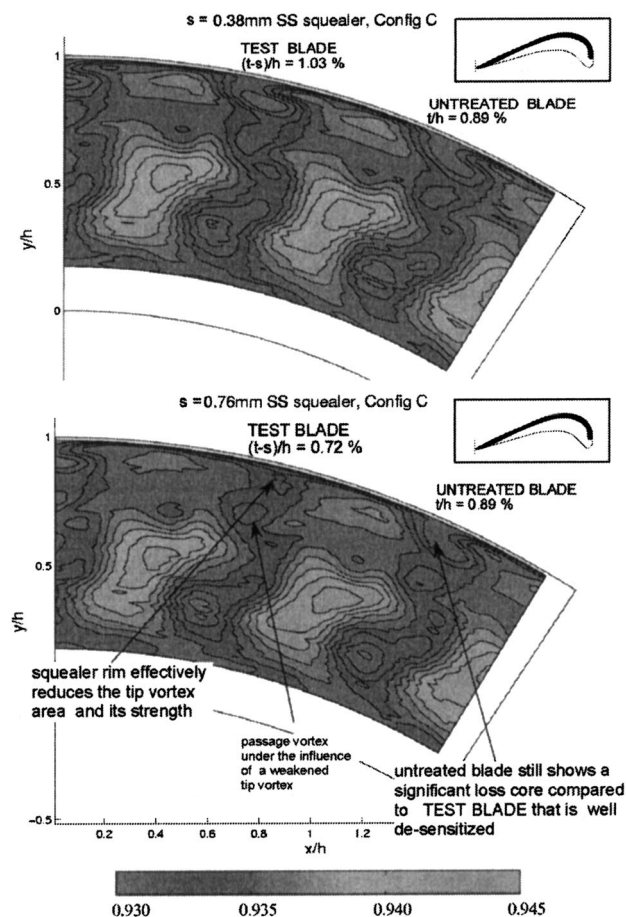 s = 0.38mm SS squealer, Config C
TEST BLADE
(t-s)/h = 1.03 %
UNTREATED BLADE
t/h = 0.89 %
1
0.5
0
y/h
s = 0.76mm SS squealer, Config C
TEST BLADE
(t-s)/h = 0.72 %
UNTREATED BLADE
t/h = 0.89 %
1
0.5
y/h
squealer rim effectively
reduces the tip vortex
area and its strength
passage vortex
under the influence
of a weakened
tip vortex
untreated blade still shows a
significant loss core compared
to TEST BLADE that is well
de-sensitized
-0.5
0.2 0.4 0.6 0.8 1 1.2
x/h
0.930 0.935 0.940 0.945